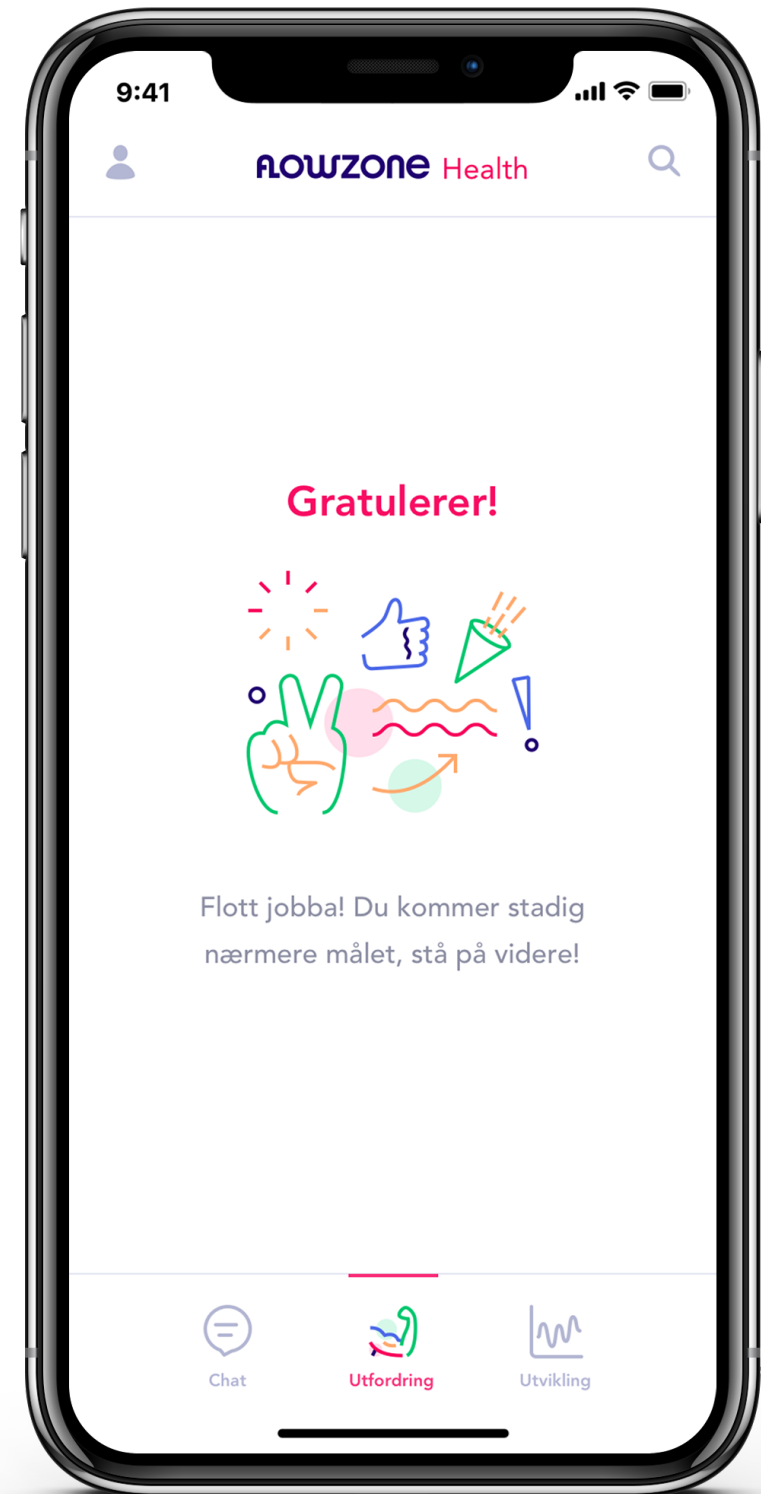 9:41
flowzone Health
Gratulerer!
Flott jobba! Du kommer stadig
nærmere målet, stå på videre!
Chat
Utfordring
Utvikling